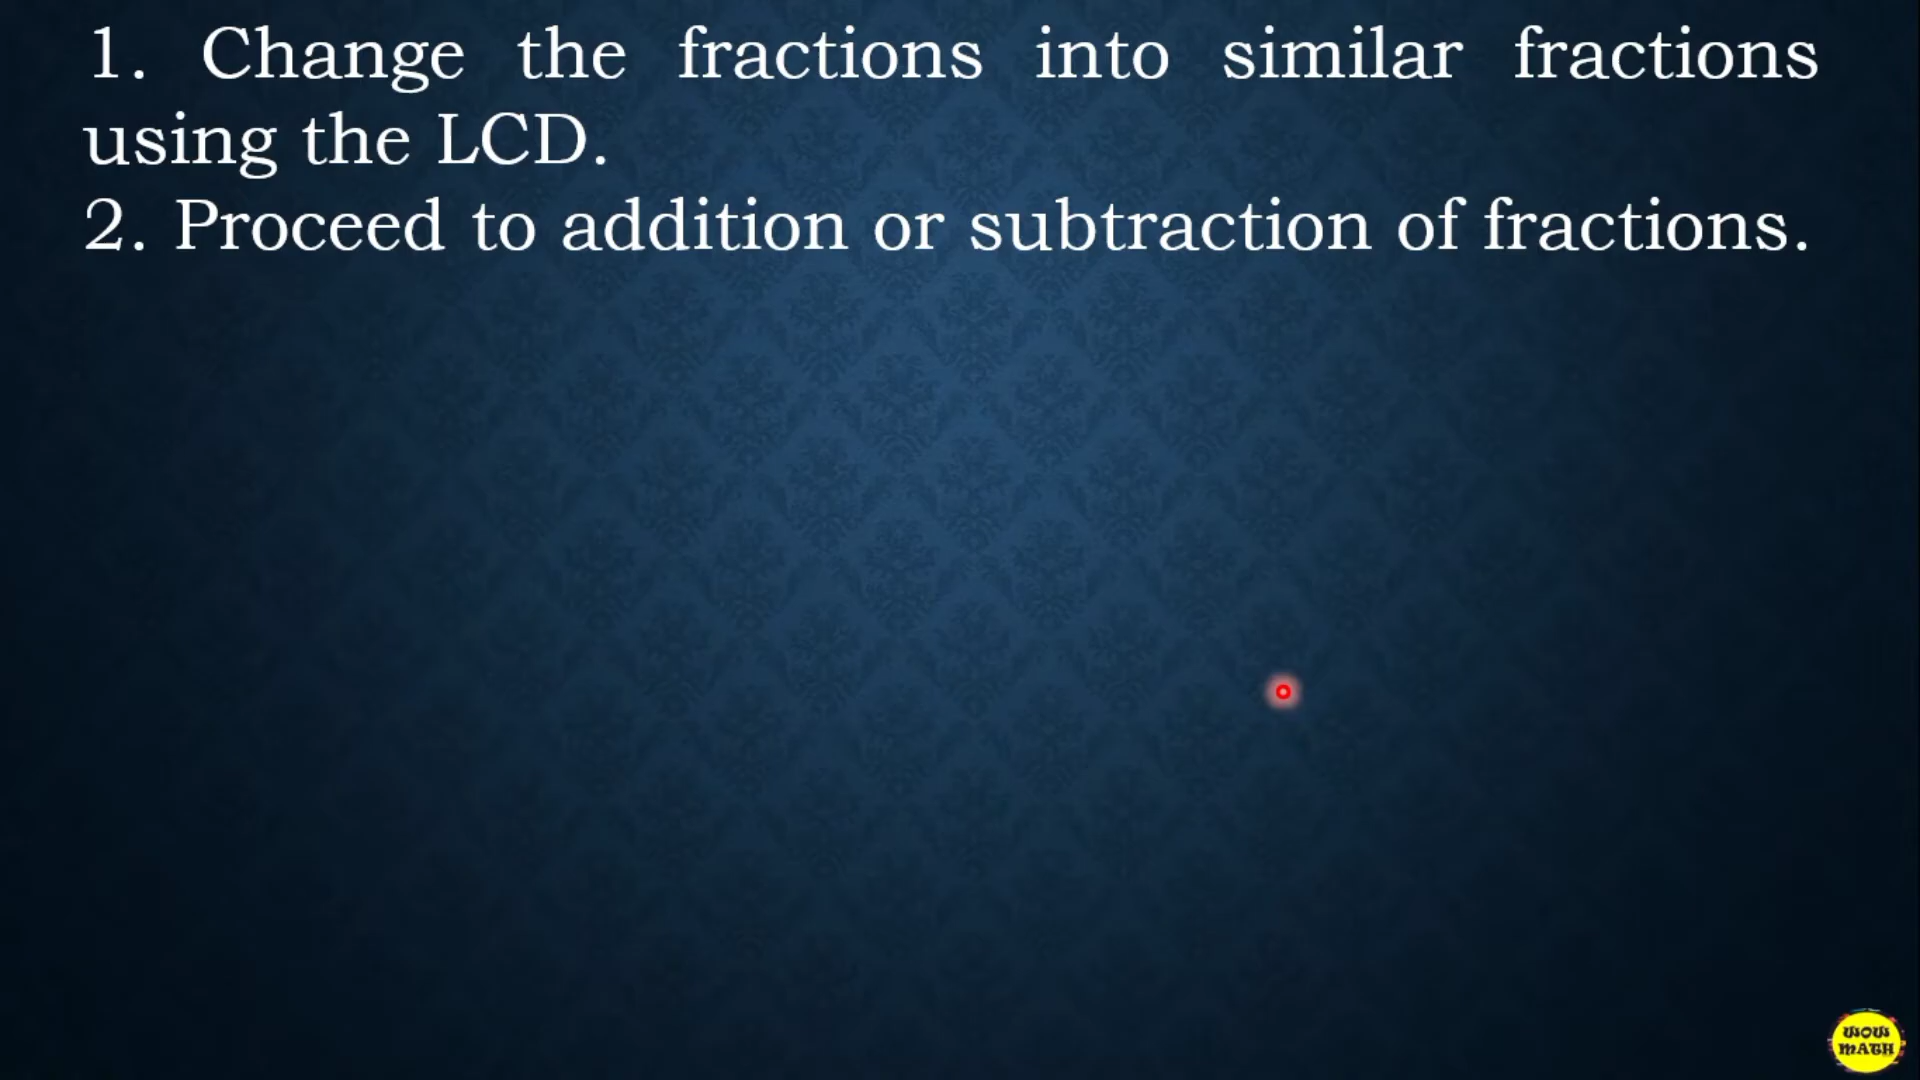 1. Change the fractions into similar fractions
using the LCD.
2. Proceed to addition or subtraction of fractions.
WOW
MATH